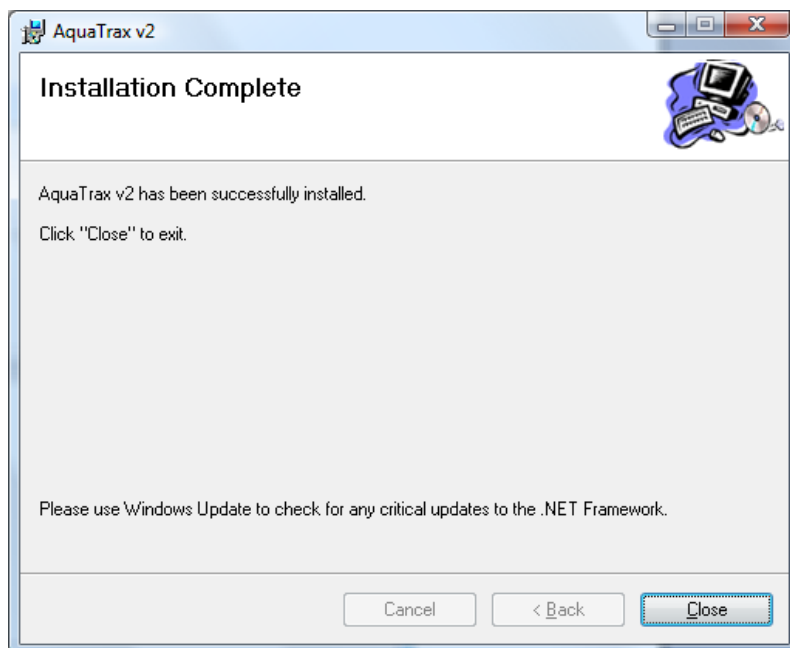 AquaTrax v2
Installation Complete
AquaTrax v2 has been successfully installed.
Click "Close" to exit.
Please use Windows Update to check for any critical updates to the .NET Framework.
Cancel
< Back
Close